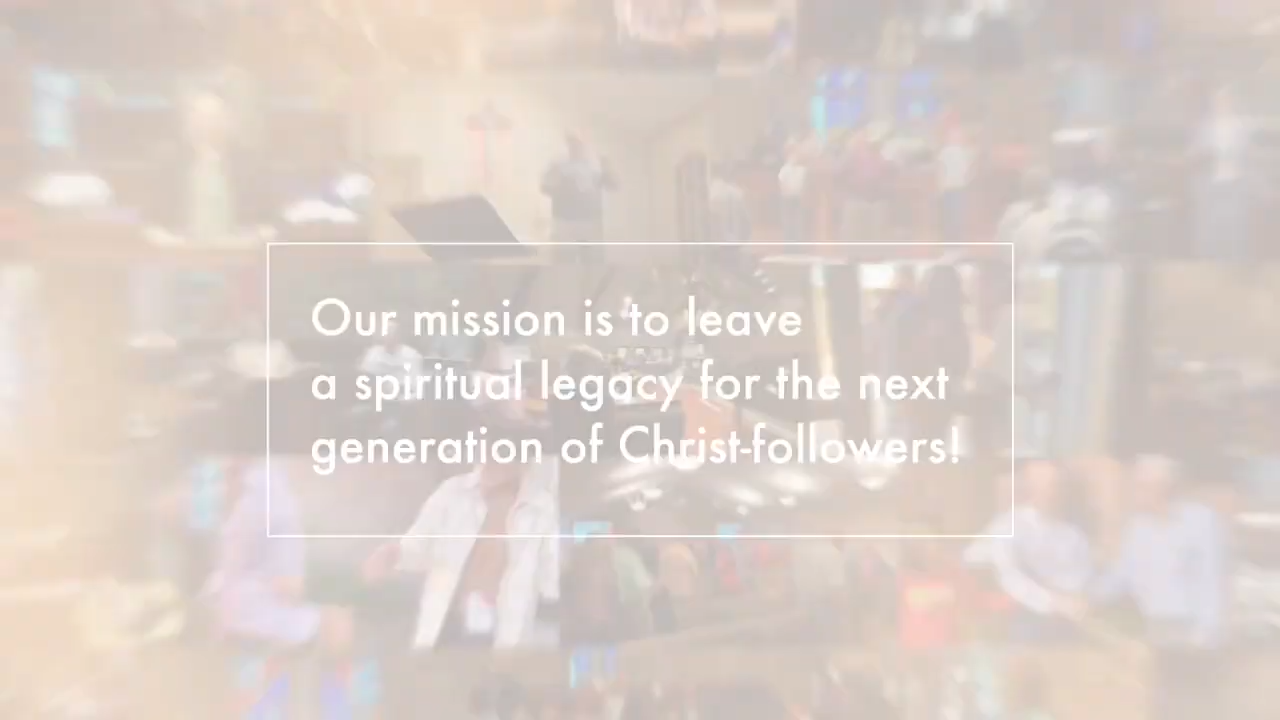 Our mission is to leave
a spiritual legacy for the next
generation of Christ-followers!